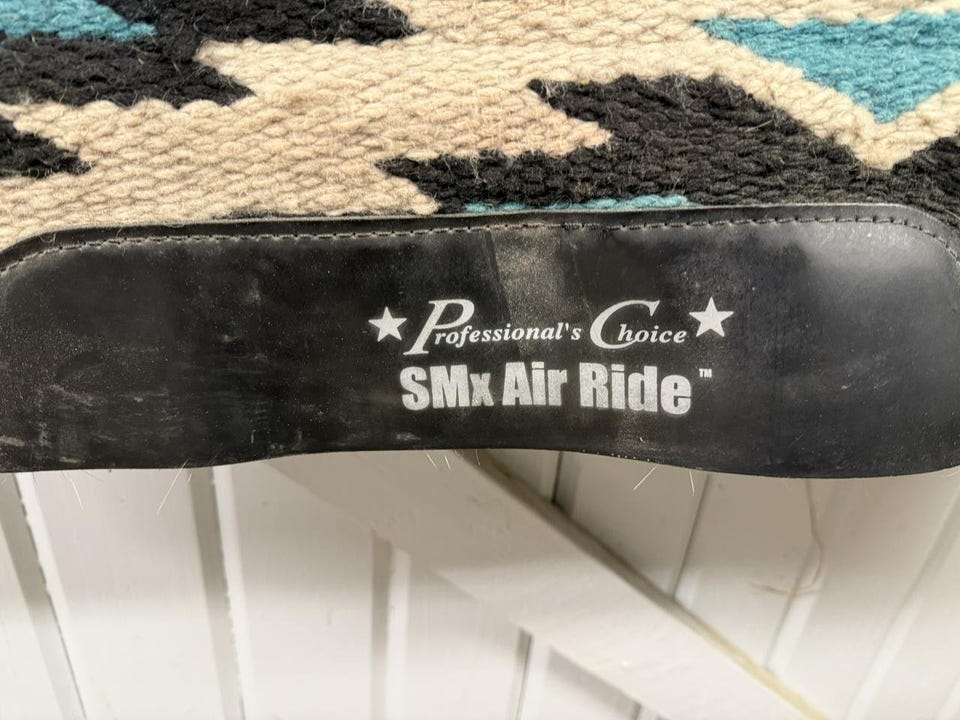 ★ Professional's Choice ★
SMx Air Ride™